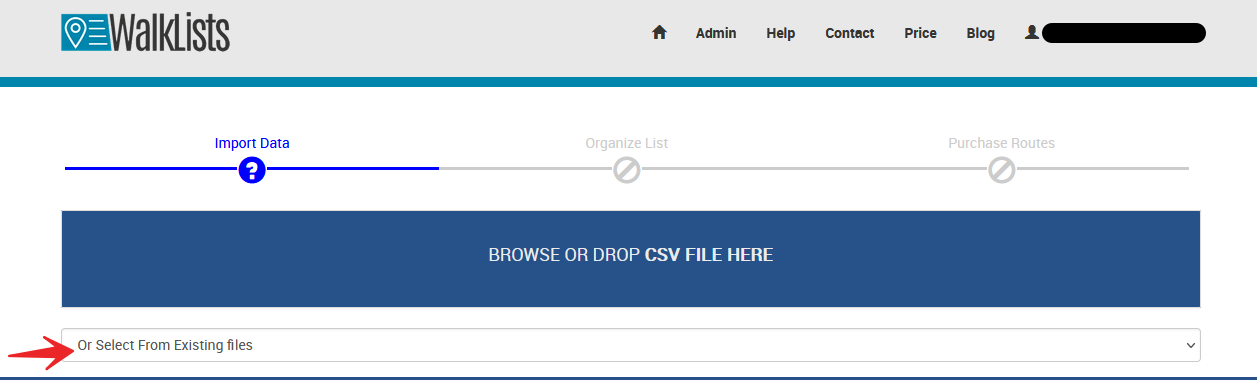 WalkLists
Admin Help Contact Price Blog
Import Data Organize List Purchase Routes
?
BROWSE OR DROP CSV FILE HERE
Or Select From Existing files